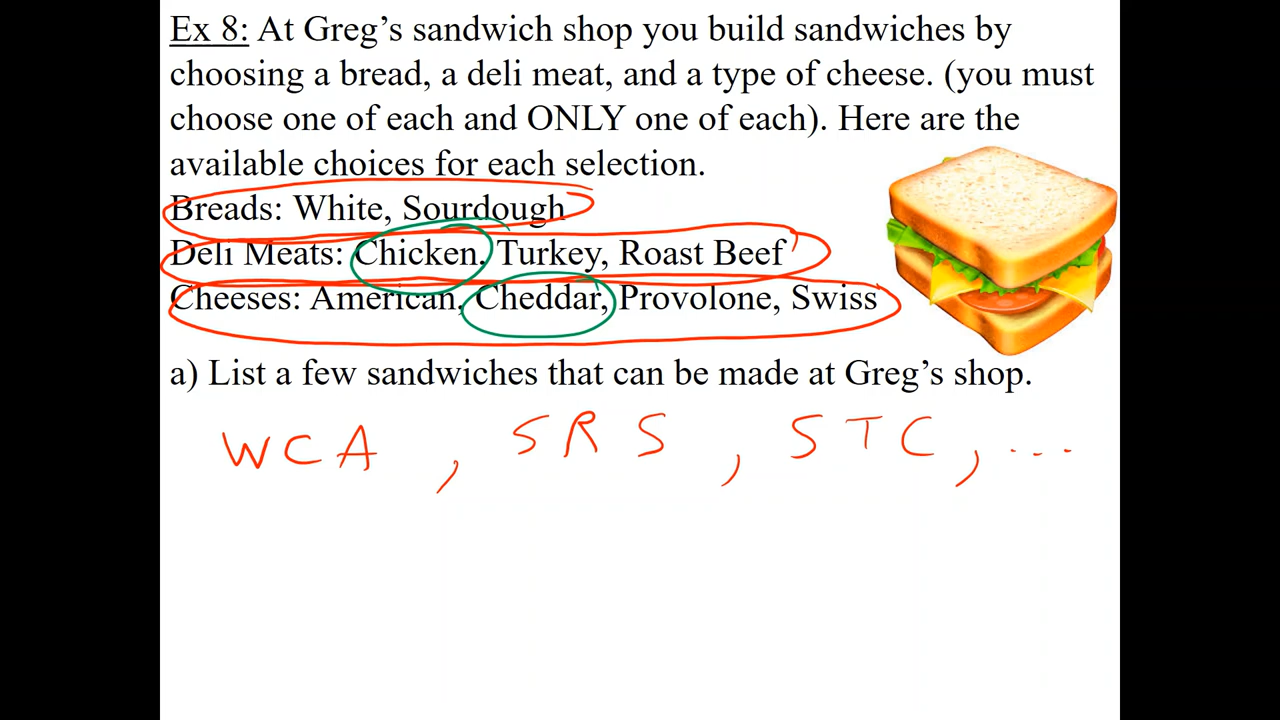 Ex 8: At Greg’s sandwich shop you build sandwiches by
choosing a bread, a deli meat, and a type of cheese. (you must
choose one of each and ONLY one of each). Here are the
available choices for each selection.
Breads: White, Sourdough
Deli Meats: Chicken, Turkey, Roast Beef
Cheeses: American, Cheddar, Provolone, Swiss
a) List a few sandwiches that can be made at Greg’s shop.
WCA , SRS , STC, ...